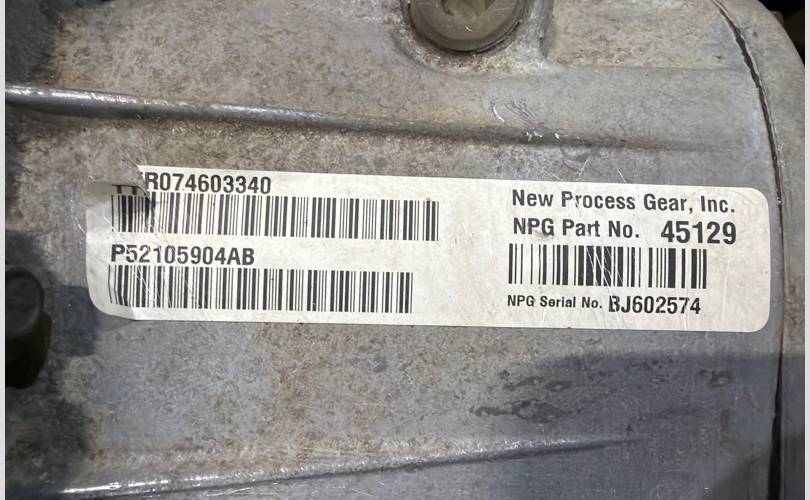 R074603340
P52105904AB
New Process Gear, Inc.
NPG Part No. 45129
NPG Serial No. BJ602574